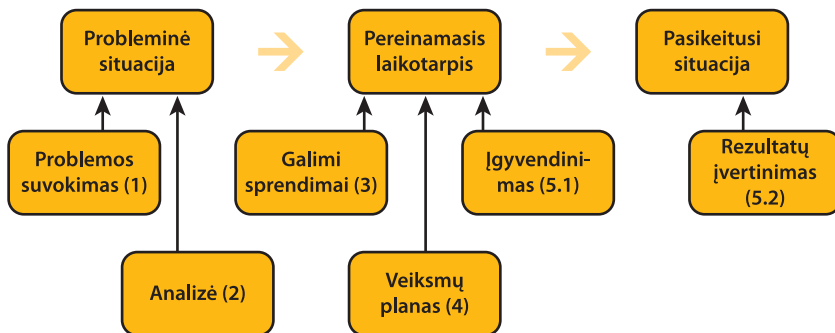 Probleminė
situacija
Pereinamasis
laikotarpis
Pasikeitusi
situacija
Problemos
suvokimas (1)
Galimi
sprendimai (3)
Įgyvendini-
mas (5.1)
Rezultatų
įvertinimas
(5.2)
Analizė (2)
Veiksmų
planas (4)